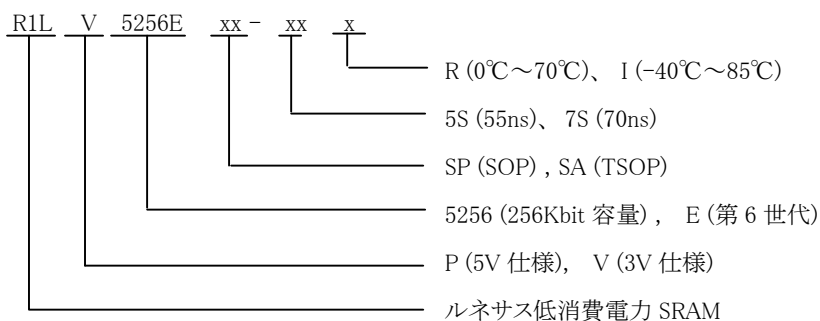 R1L V 5256E xx - xx x
R (0℃～70℃)、 I (-40℃～85℃)
5S (55ns)、 7S (70ns)
SP (SOP) , SA (TSOP)
5256 (256Kbit 容量) , E (第 6 世代)
P (5V 仕様), V (3V 仕様)
ルネサス低消費電力 SRAM